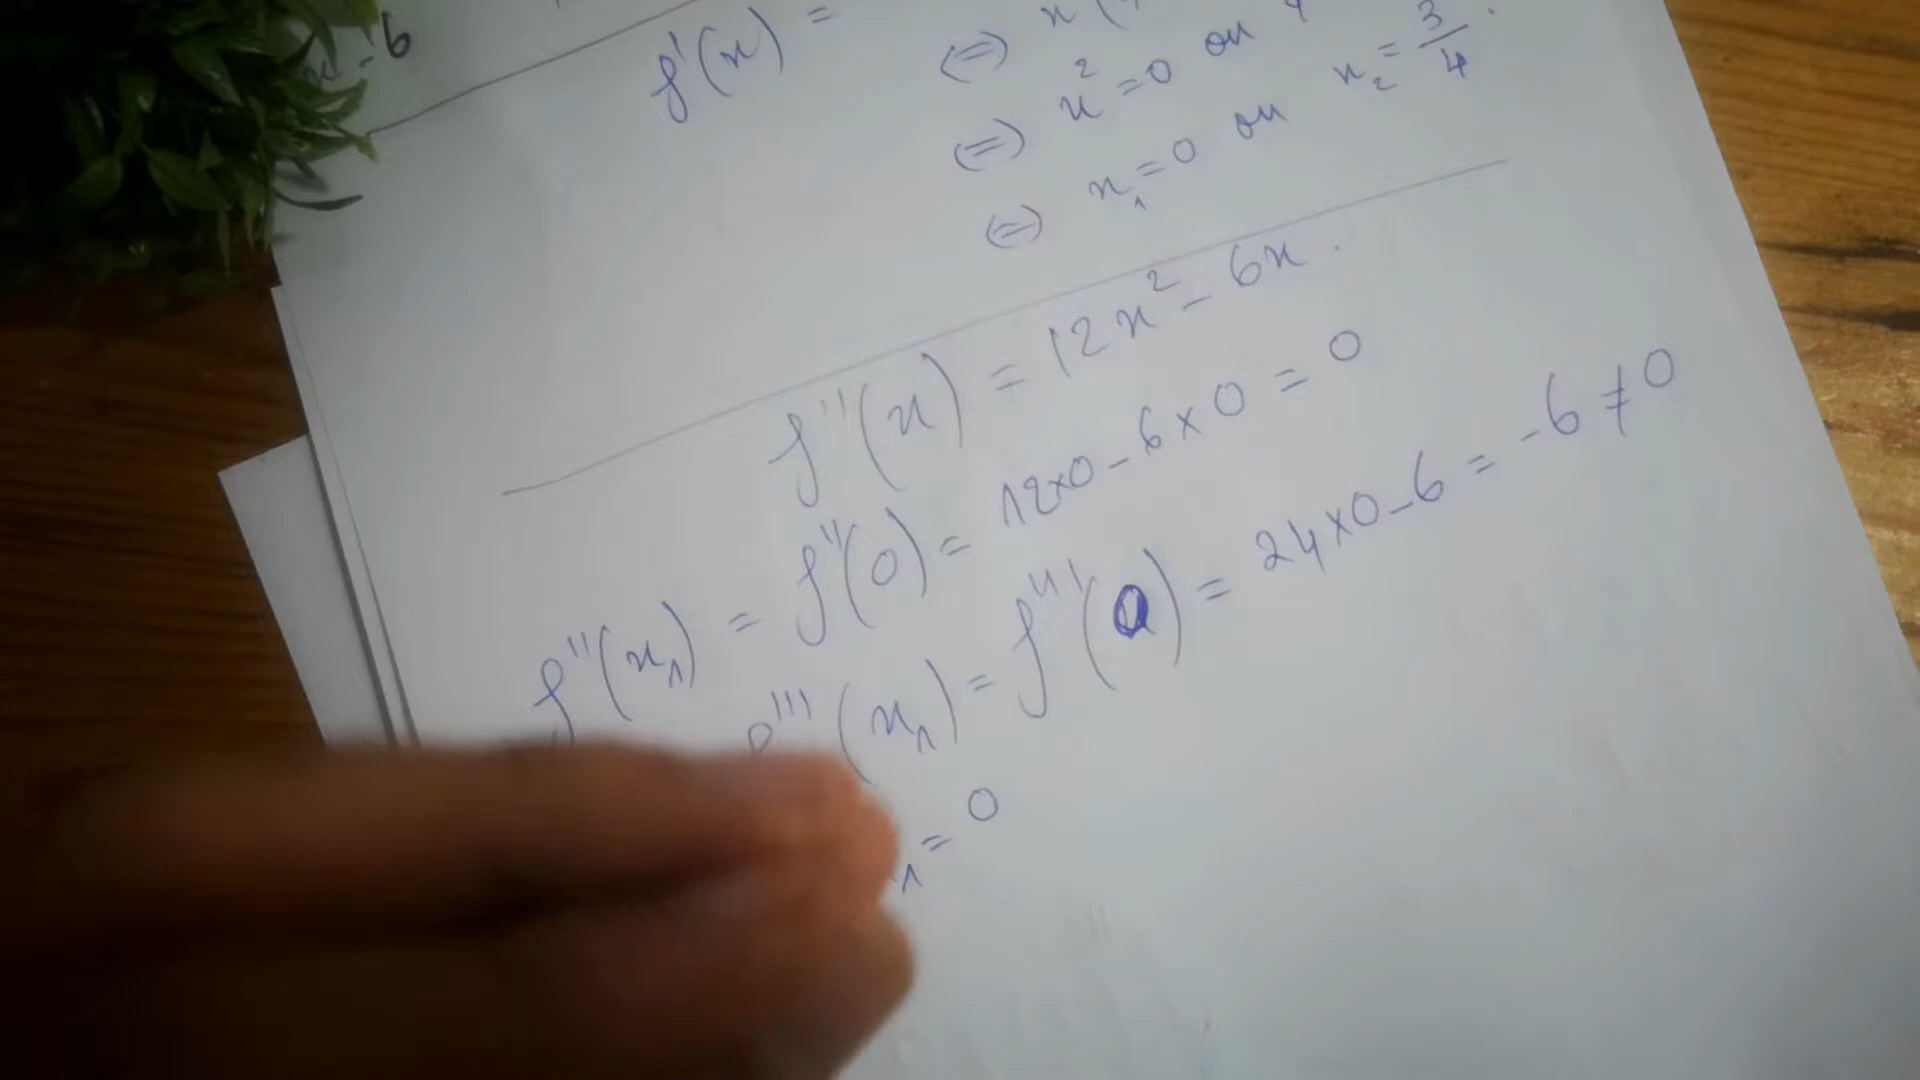 f'(x) =
⇔ x (
⇔ x² = 0 ou
⇔ x₁ = 0 ou x₂ = 3/4 .
f''(x) = 12x² - 6x .
f''(x₁) = f''(0) = 12×0 - 6×0 = 0
f'''(x₁) = f'''(0) = 24×0 - 6 = -6 ≠ 0
₁ = 0